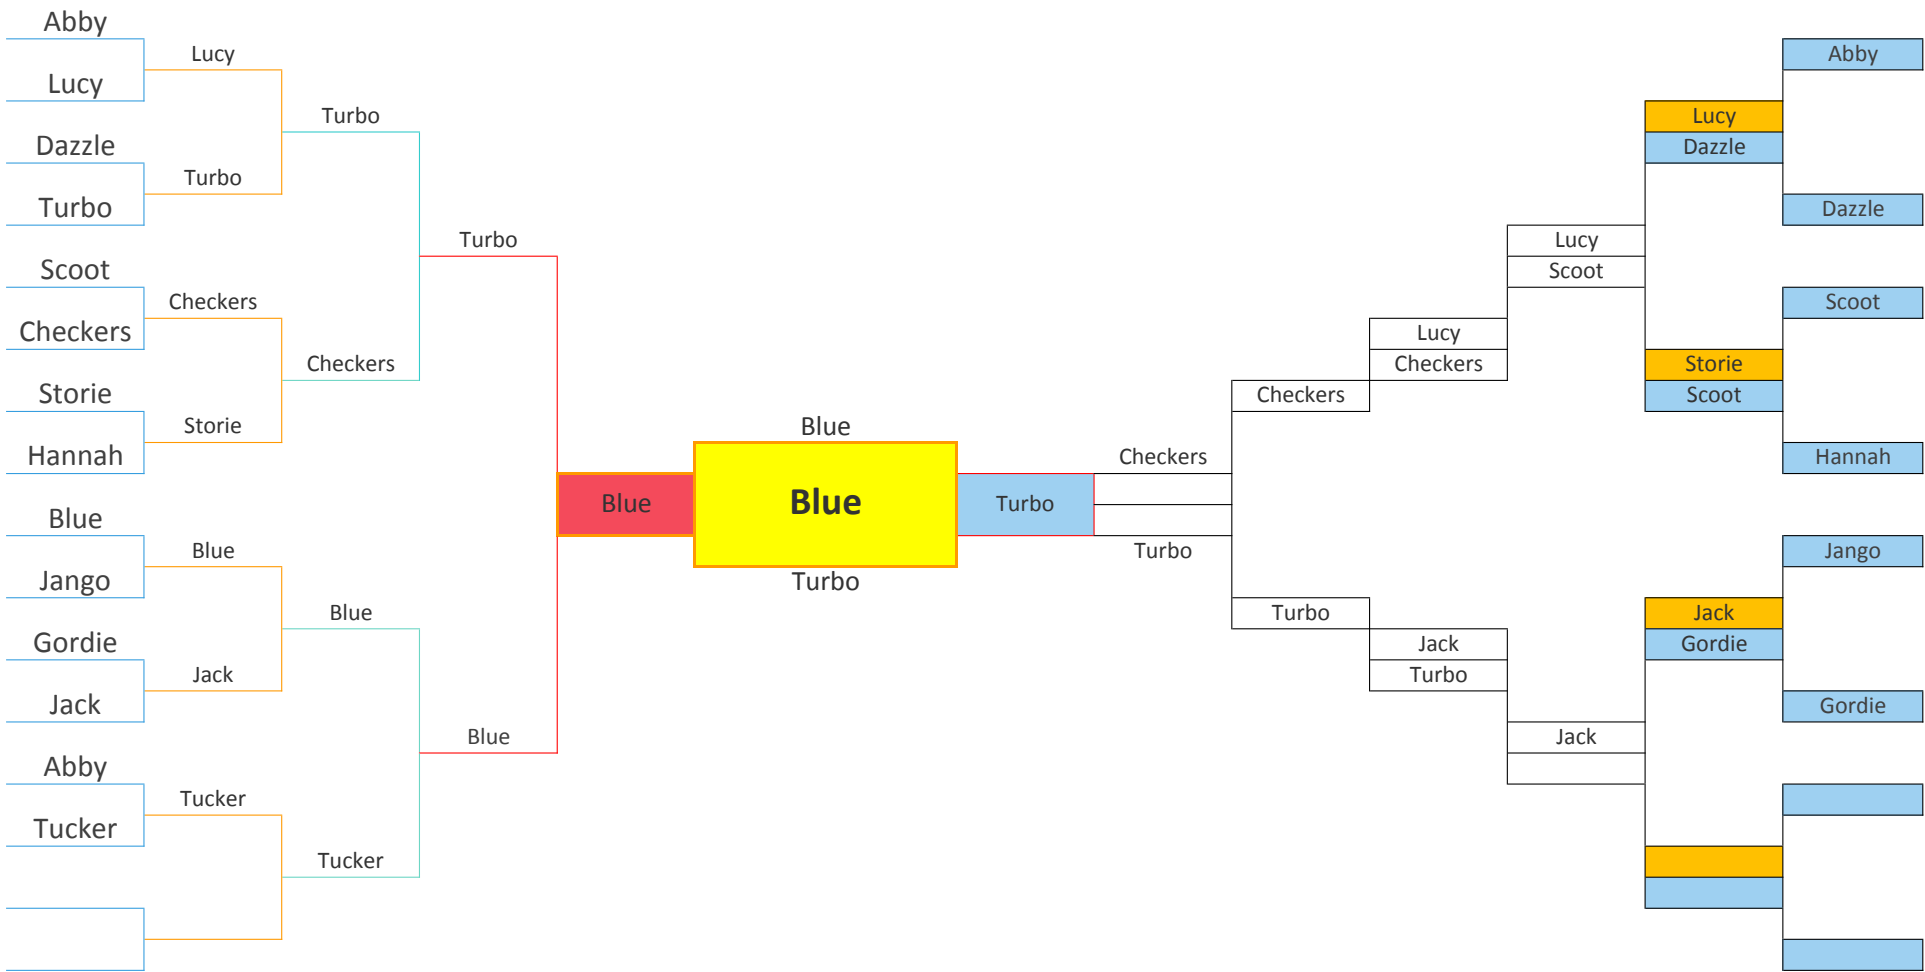 Abby
Lucy
Dazzle
Turbo
Scoot
Checkers
Storie
Hannah
Blue
Jango
Gordie
Jack
Abby
Tucker
Lucy
Turbo
Checkers
Storie
Blue
Jack
Tucker
Turbo
Checkers
Blue
Tucker
Turbo
Blue
Blue
Blue
Blue
Turbo
Turbo
Checkers
Turbo
Checkers
Turbo
Lucy
Checkers
Jack
Turbo
Lucy
Scoot
Jack
Lucy
Dazzle
Storie
Scoot
Jack
Gordie
Abby
Dazzle
Scoot
Hannah
Jango
Gordie